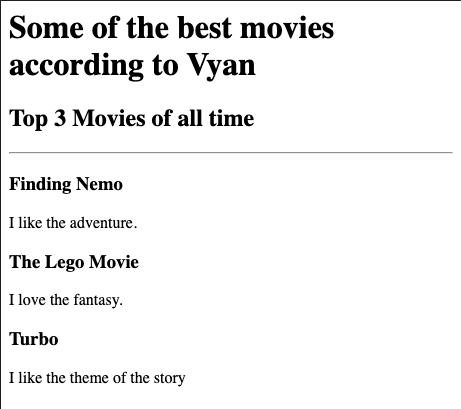 Some of the best movies
according to Vyan
Top 3 Movies of all time
Finding Nemo
I like the adventure.
The Lego Movie
I love the fantasy.
Turbo
I like the theme of the story